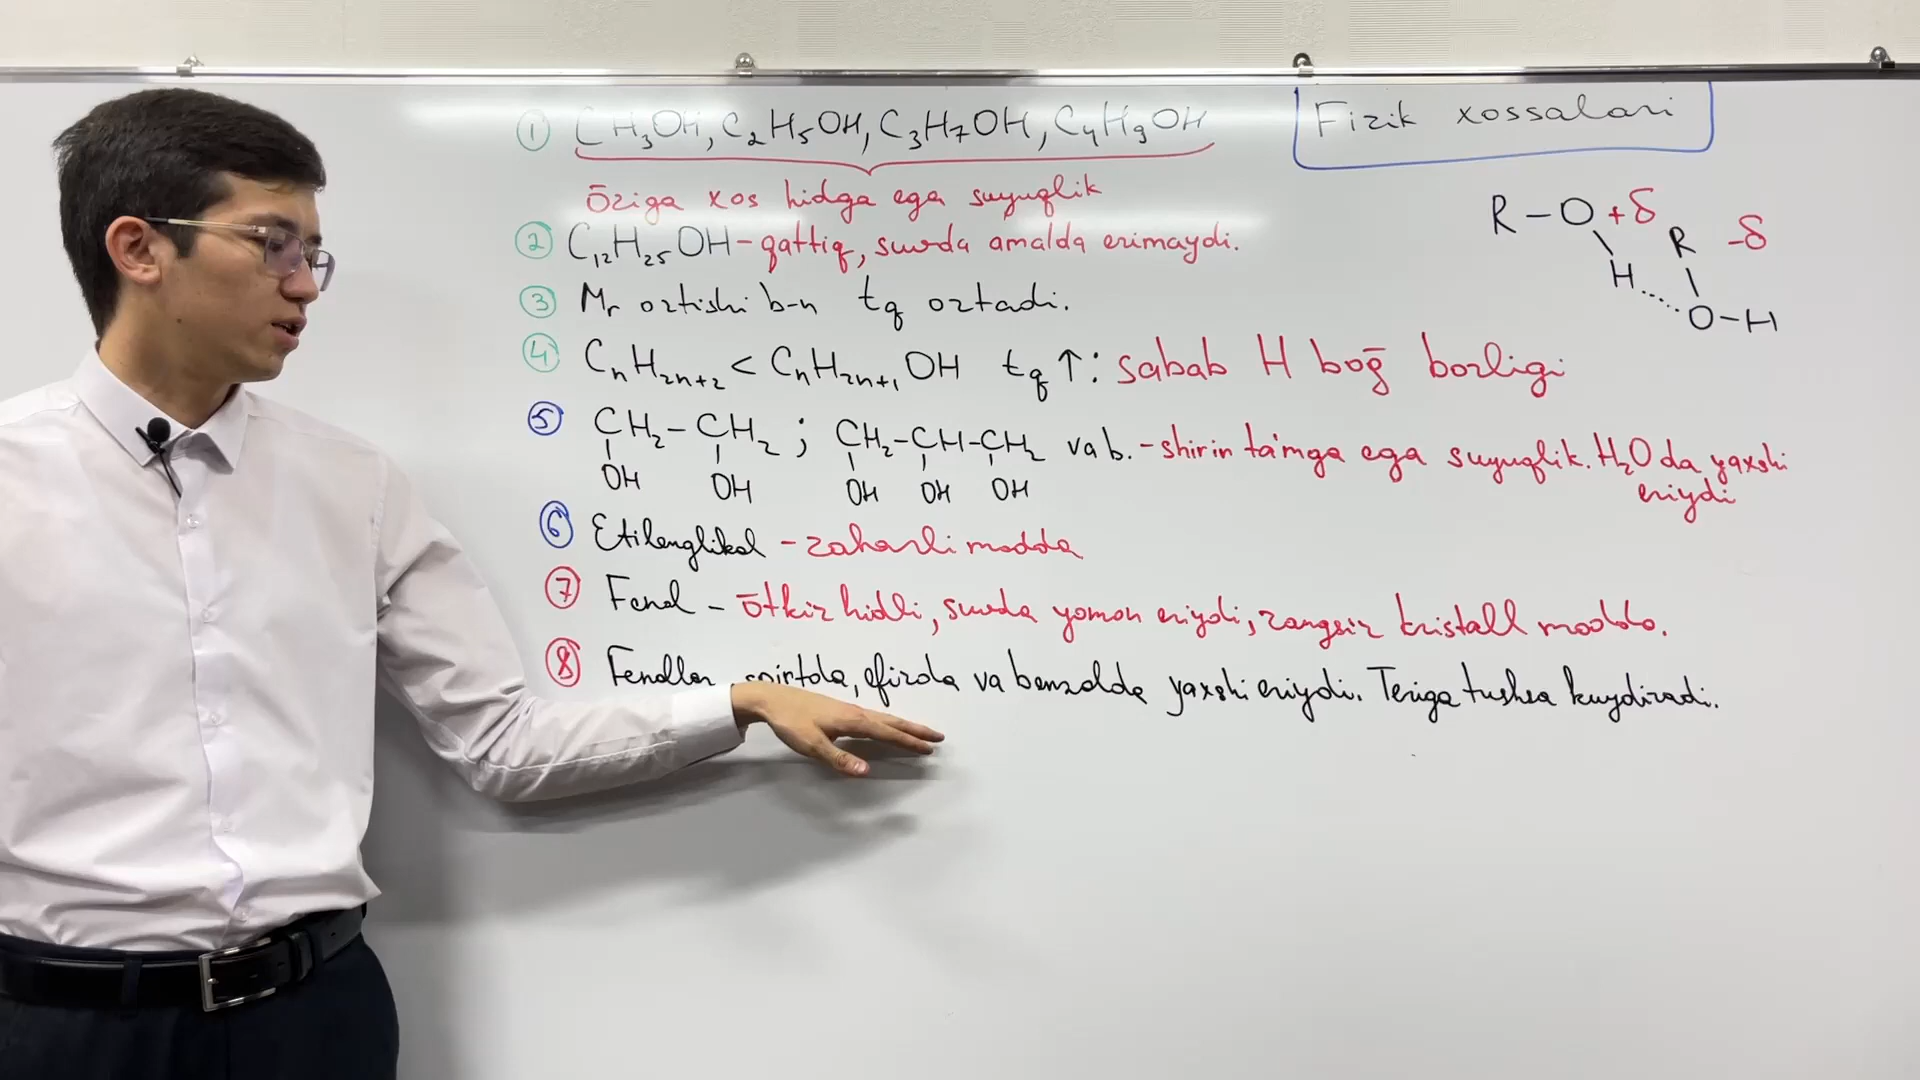 Fizik xossalari
① CH₃OH, C₂H₅OH, C₃H₇OH, C₄H₉OH
ōziga xos hidga ega suyuqlik
② C₁₂H₂₅OH - qattiq, suvda amalda erimaydi.
③ Mr ortishi b-n tq ortadi.
④ CₙH₂ₙ₊₂ < CₙH₂ₙ₊₁OH tq ↑: sabab H boḡ borligi
⑤ CH₂-CH₂ ; CH₂-CH-CH₂ va b. - shirin ta'mga ega suyuqlik. H₂O da yaxshi
OH OH OH OH OH eriydi
⑥ Etilenglikol - zaharli modda
⑦ Fenol - ōtkir hidli, suvda yomon eriydi, rangsiz kristall modda.
⑧ Fenollar spirtda, efirda va benzolda yaxshi eriydi. Teriga tushsa kuydiradi.
R-O +δ
R -δ
H
O-H